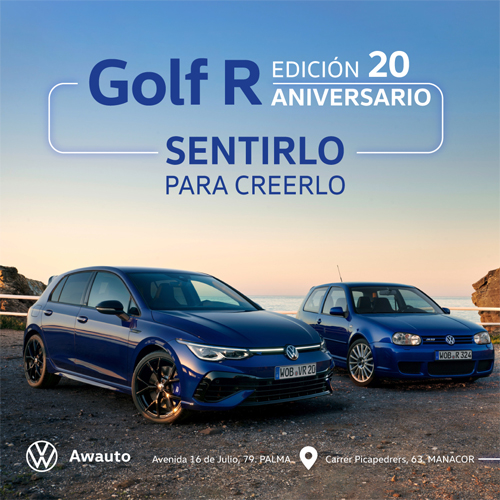 Golf R EDICIÓN 20
ANIVERSARIO
SENTIRLO
PARA CREERLO
WOB VR 20
R32
WOB R 324
Awauto Avenida 16 de Julio, 79. PALMA Carrer Picapedrers, 63, MANACOR